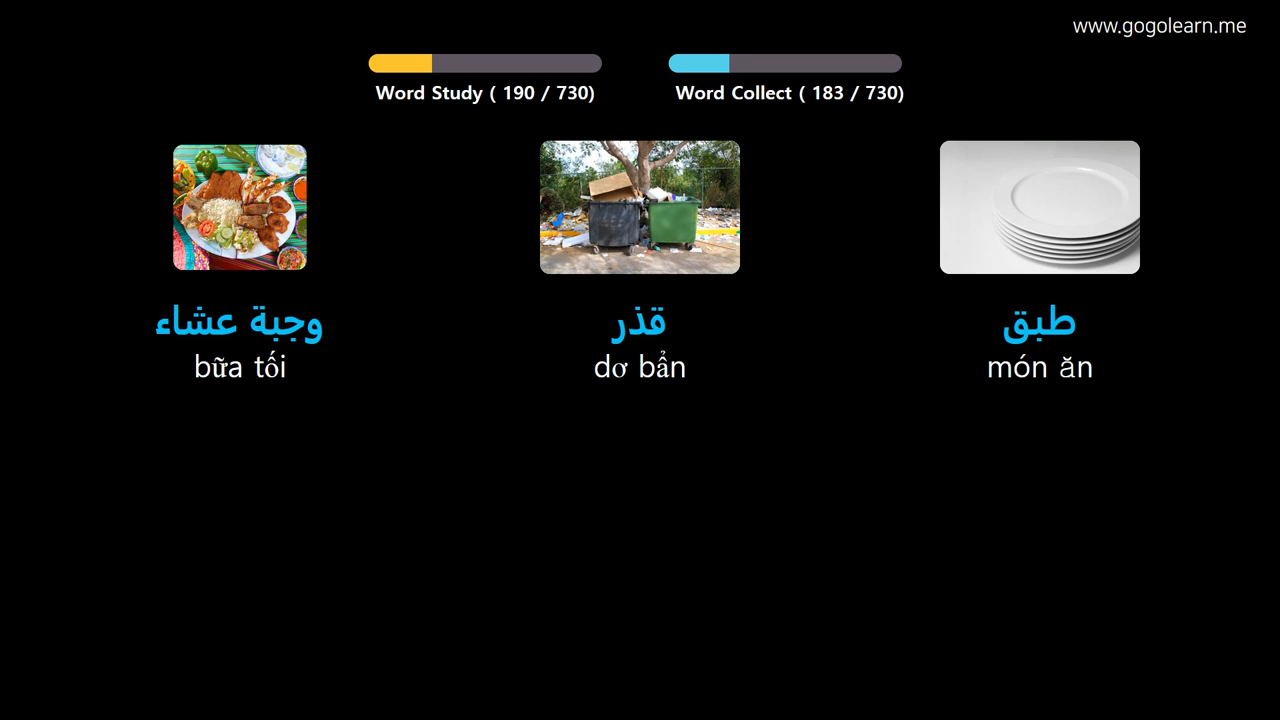 www.gogolearn.me
Word Study ( 190 / 730)
Word Collect ( 183 / 730)
وجبة عشاء
bữa tối
قذر
dơ bẩn
طبق
món ăn